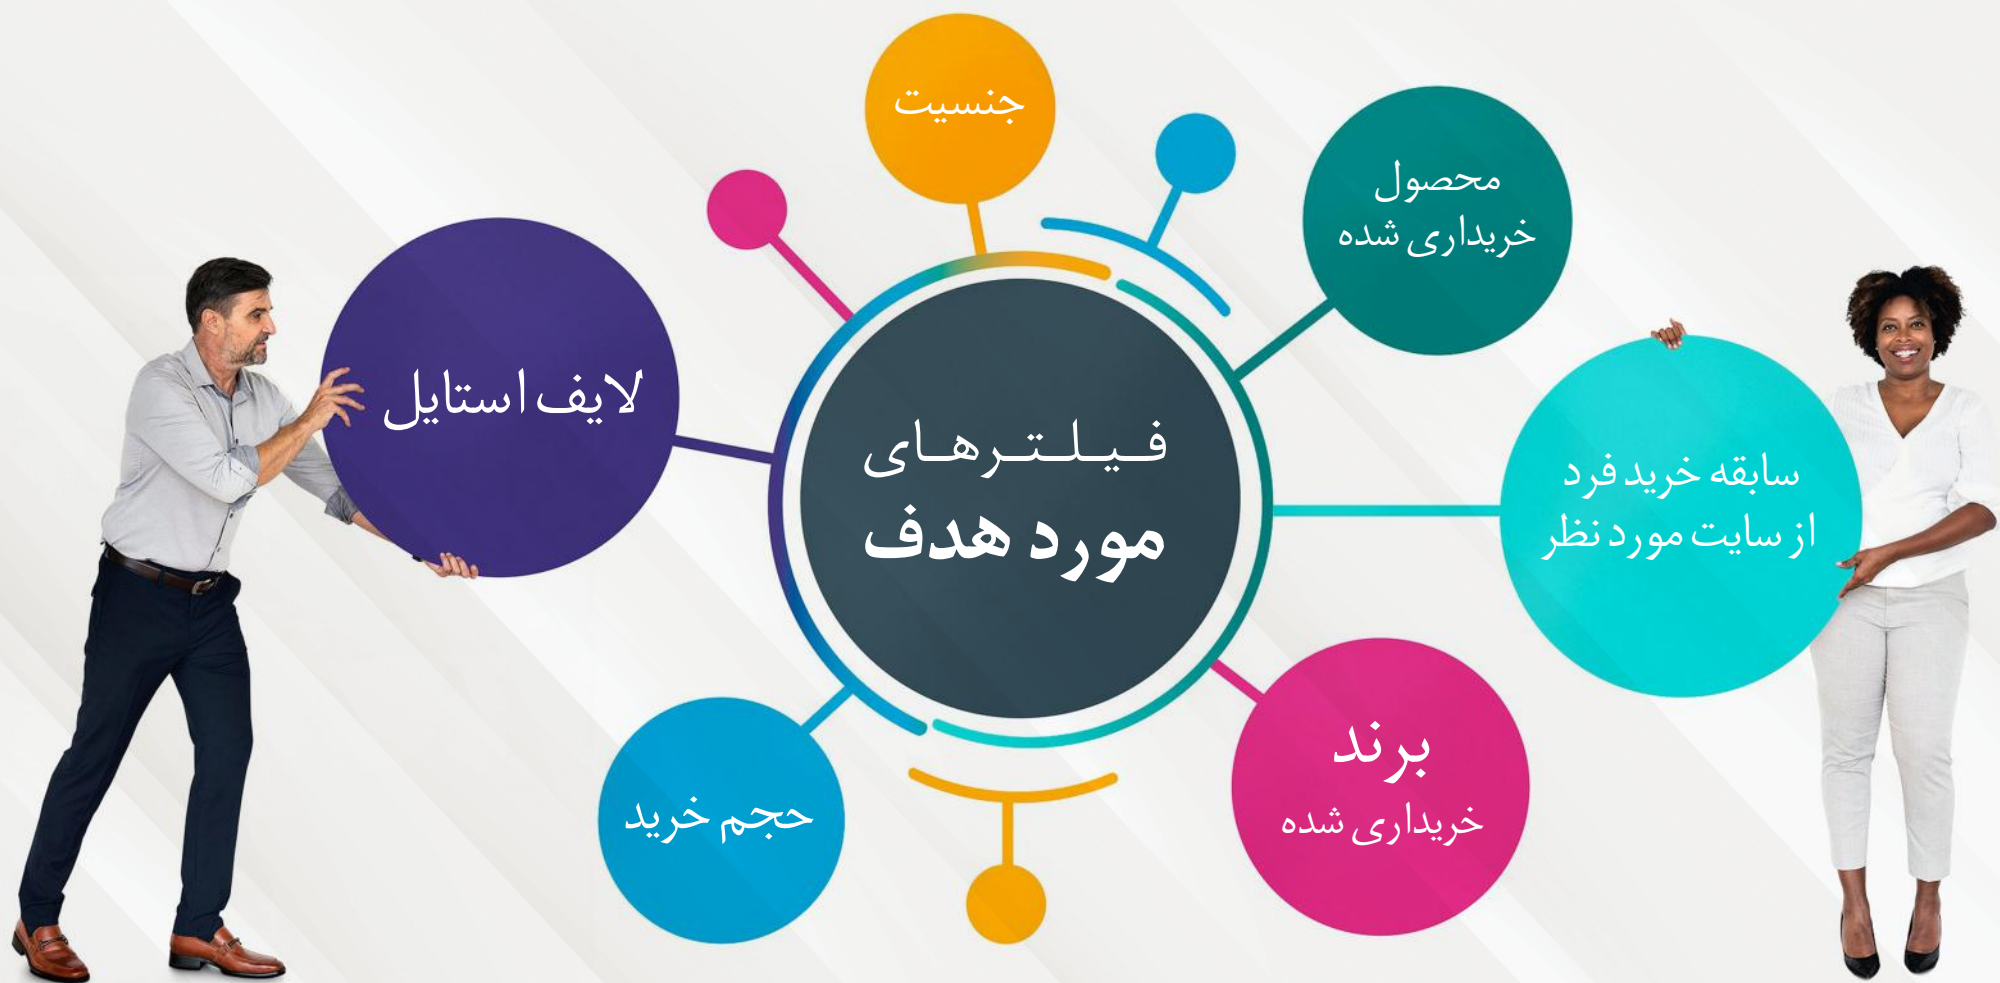 جنسیت
محصول
خریداری شده
لایف استایل
فیلترهای
مورد هدف
سابقه خرید فرد
از سایت مورد نظر
برند
خریداری شده
حجم خرید